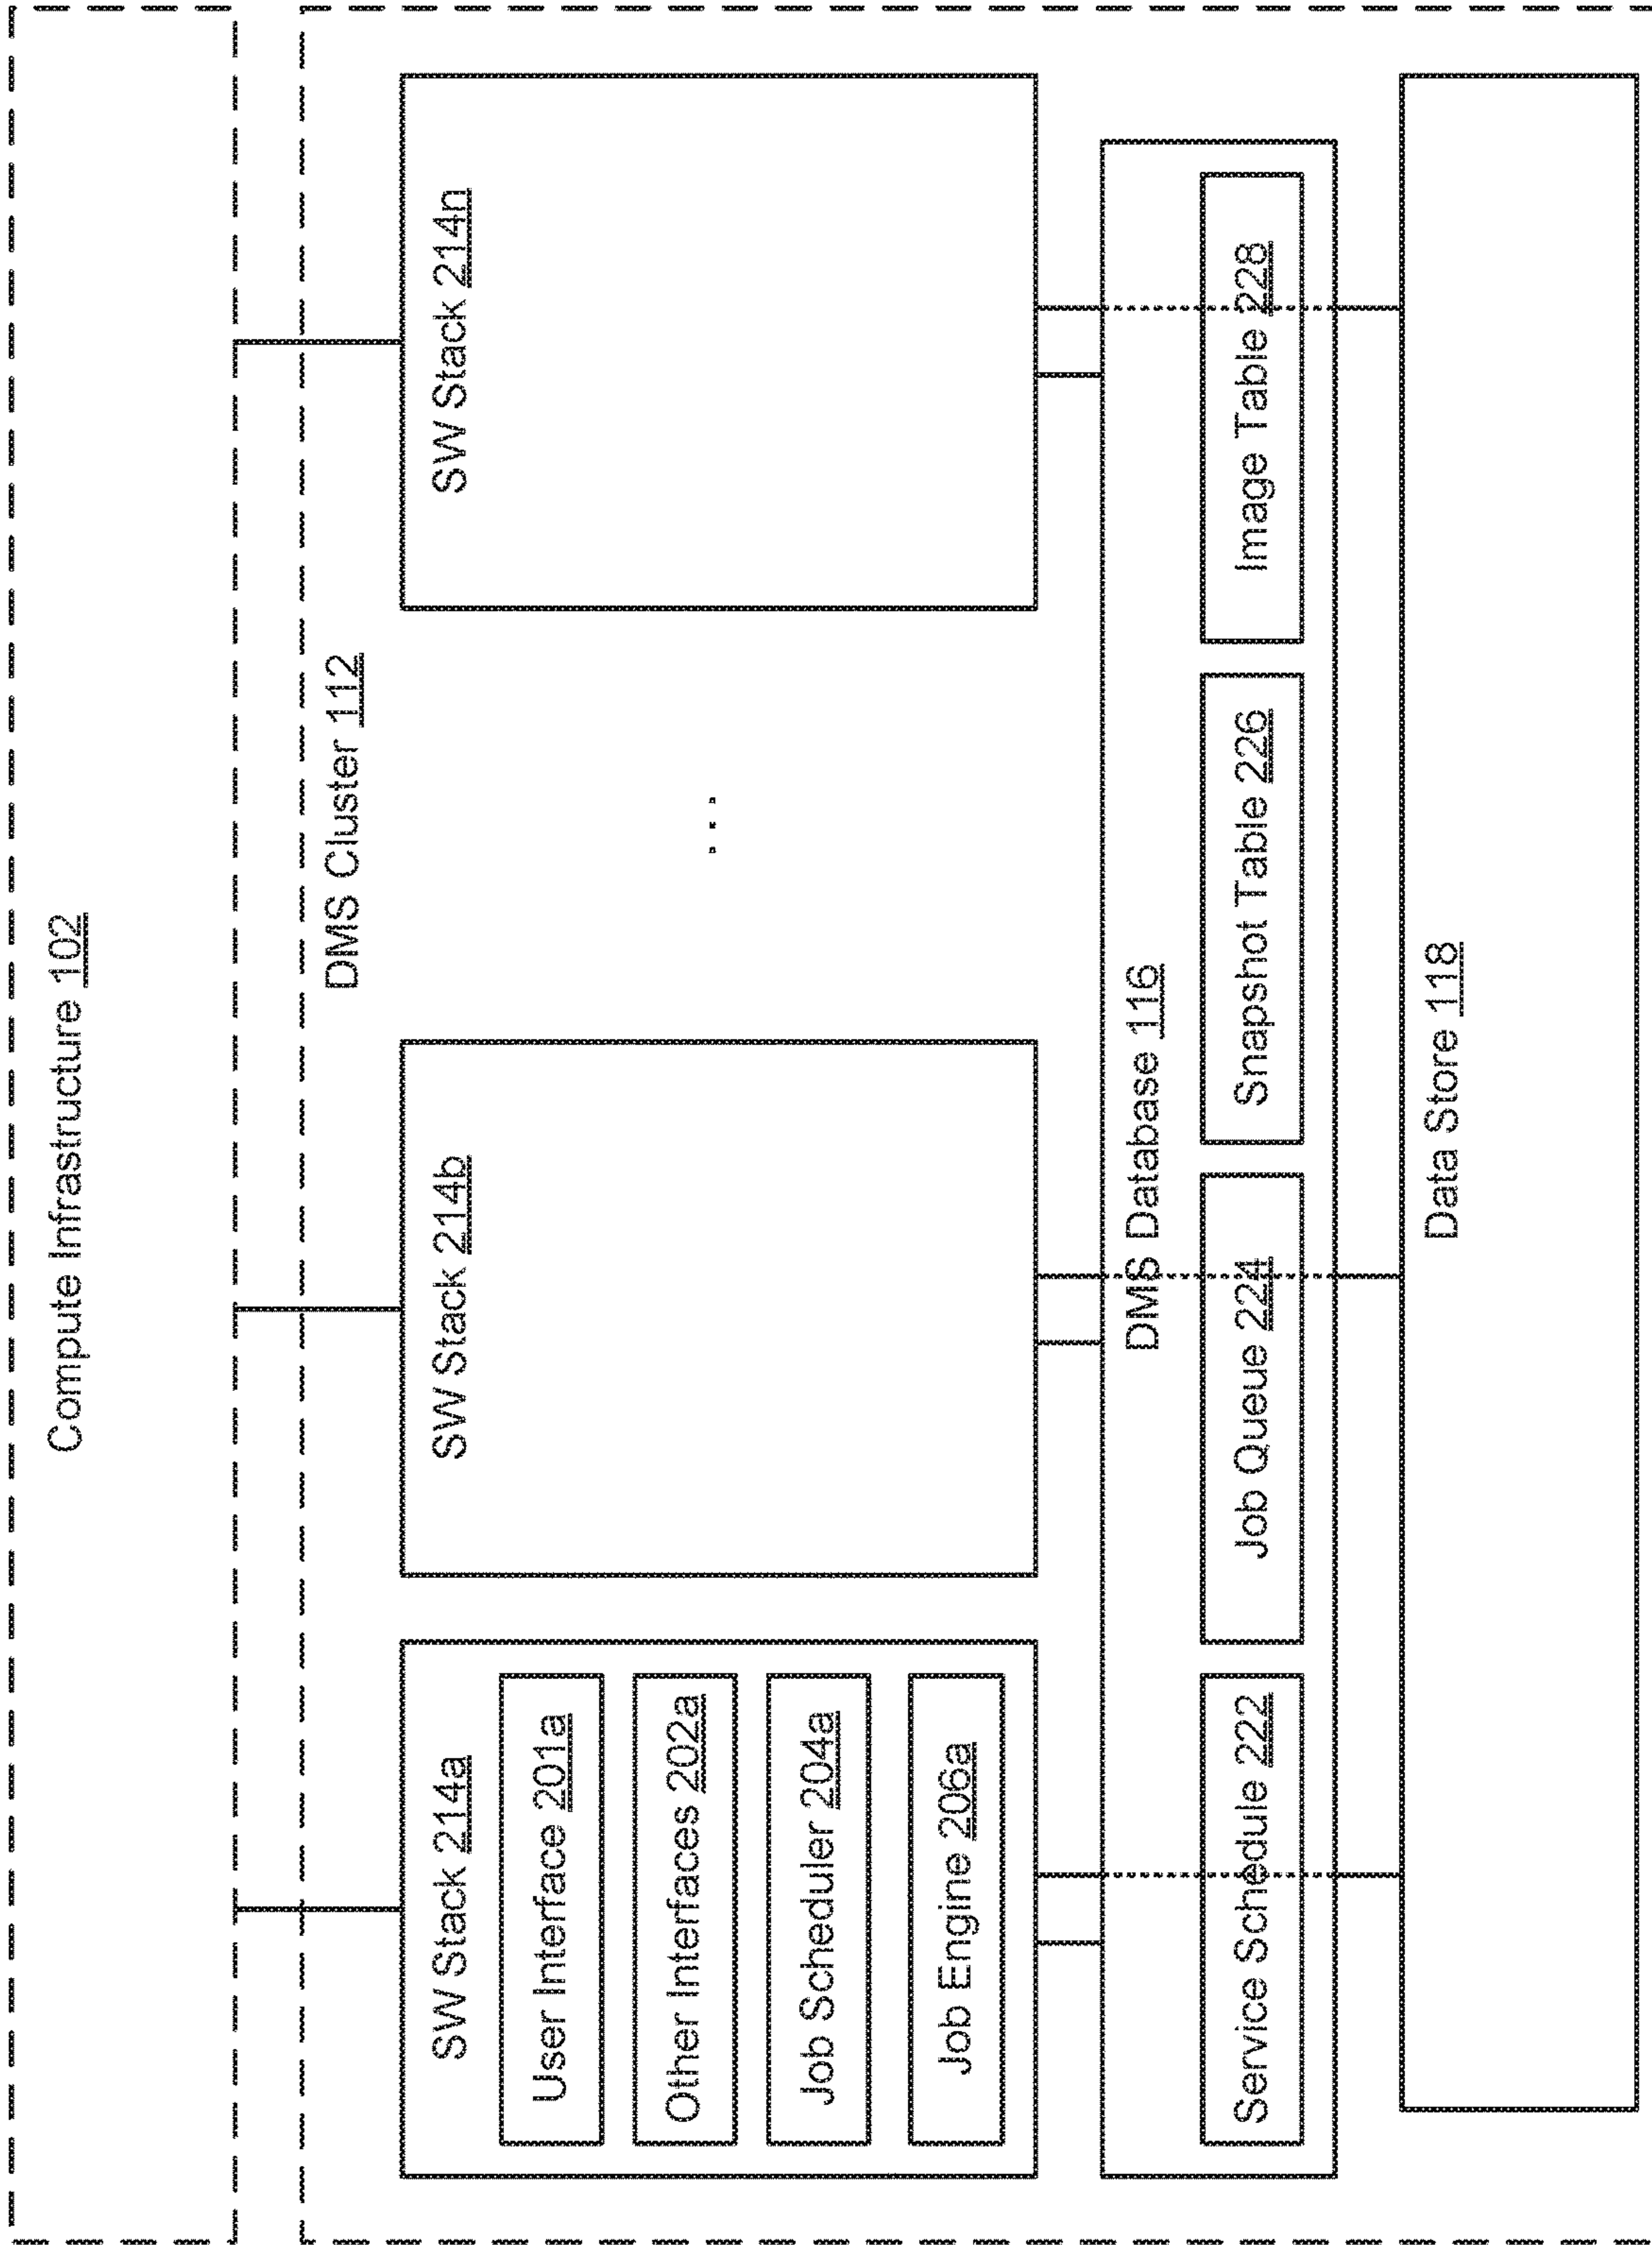 Compute Infrastructure 102
DMS Cluster 112
SW Stack 214a
User Interface 201a
Other Interfaces 202a
Job Scheduler 204a
Job Engine 206a
SW Stack 214b
. . .
SW Stack 214n
DMS Database 116
Service Schedule 222
Job Queue 224
Snapshot Table 226
Image Table 228
Data Store 118